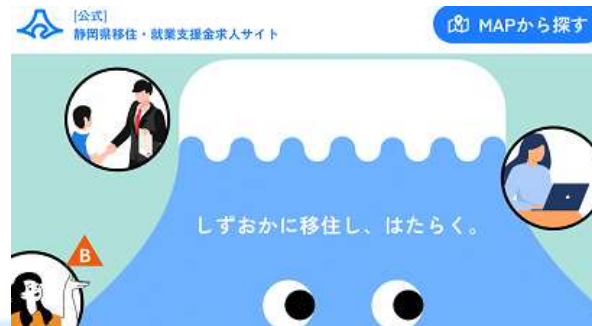 [公式]
静岡県移住・就業支援金求人サイト
MAPから探す
しずおかに移住し、はたらく。
B